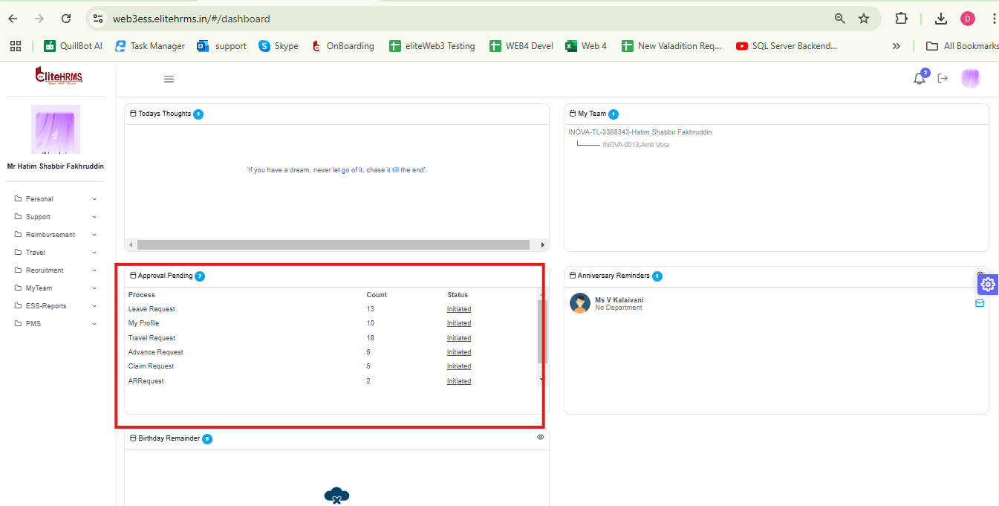 web3ess.elitehrms.in/#/dashboard
D
QuillBot AI
Task Manager
support
Skype
OnBoarding
eliteWeb3 Testing
WEB4 Devel
Web 4
New Valadition Req...
SQL Server Backend...
All Bookmarks
EliteHRMS
2
Mr Hatim Shabbir Fakhruddin
Personal
Support
Reimbursement
Travel
Recruitment
MyTeam
ESS-Reports
PMS
Todays Thoughts 1
'If you have a dream, never let go of it, chase it till the end'.
My Team 1
INOVA-TL-3388343-Hatim Shabbir Fakhruddin
INOVA-0013-Amit Vora
Approval Pending 7
Process Count Status
Leave Request 13 Initiated
My Profile 10 Initiated
Travel Request 18 Initiated
Advance Request 6 Initiated
Claim Request 5 Initiated
ARRequest 2 Initiated
Anniversary Reminders 1
Ms V Kalaivani
No Department
Birthday Remainder 0